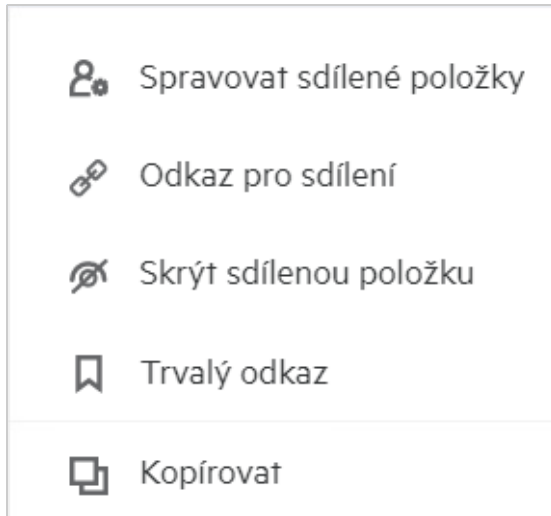 Spravovat sdílené položky
Odkaz pro sdílení
Skrýt sdílenou položku
Trvalý odkaz
Kopírovat